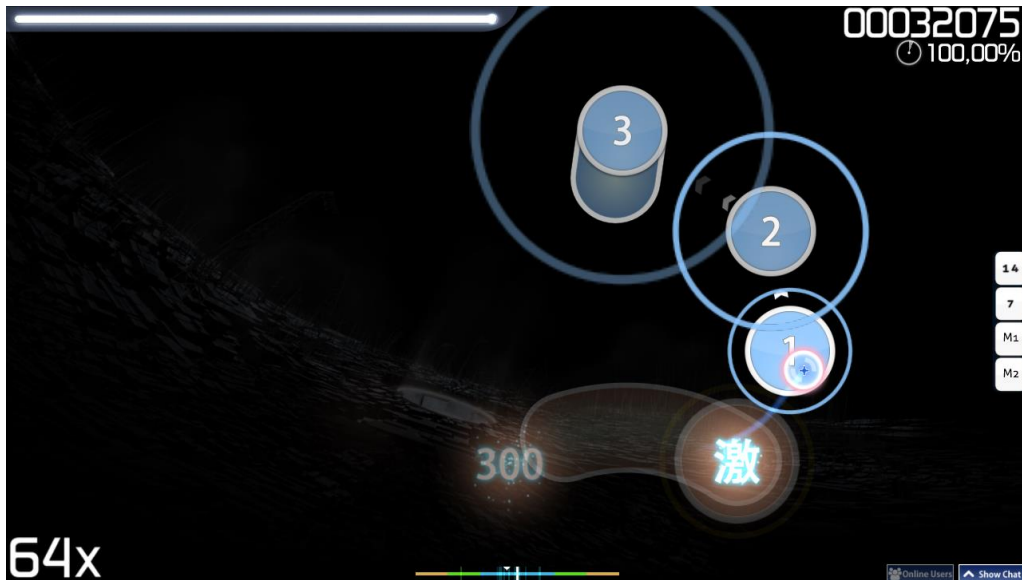 00032075
100,00%
3
2
14
7
1
M1
M2
300
激
64x
Online Users
Show Chat